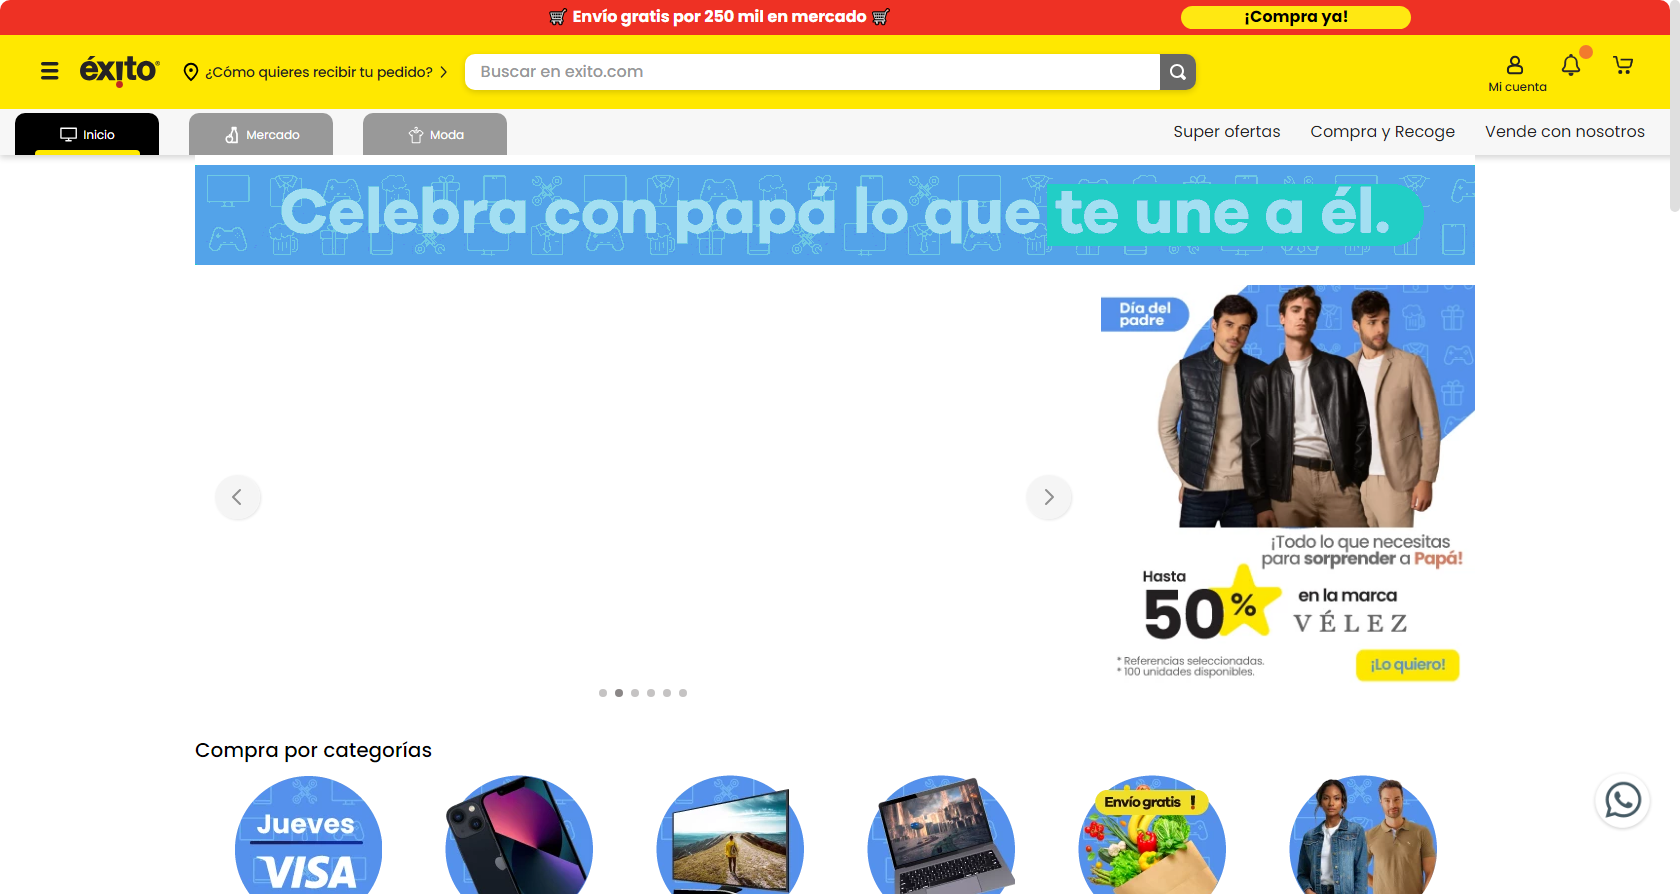 Envío gratis por 250 mil en mercado
¡Compra ya!
éxito
¿Cómo quieres recibir tu pedido?
Buscar en exito.com
Mi cuenta
Inicio
Mercado
Moda
Super ofertas
Compra y Recoge
Vende con nosotros
Celebra con papá lo que te une a él.
Día del
padre
¡Todo lo que necesitas
para sorprender a Papá!
Hasta
50%
en la marca
VÉLEZ
* Referencias seleccionadas.
* 100 unidades disponibles.
¡Lo quiero!
Compra por categorías
Jueves
VISA
Envío gratis !